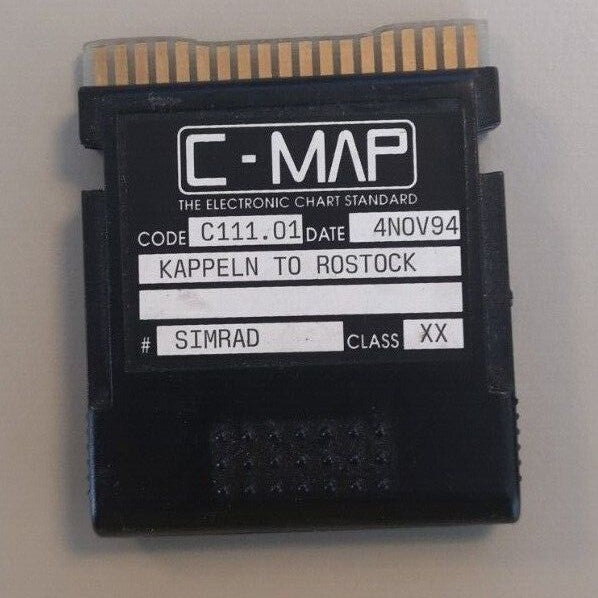 C-MAP
THE ELECTRONIC CHART STANDARD
CODE C111.01 DATE 4NOV94
KAPPELN TO ROSTOCK
# SIMRAD CLASS XX